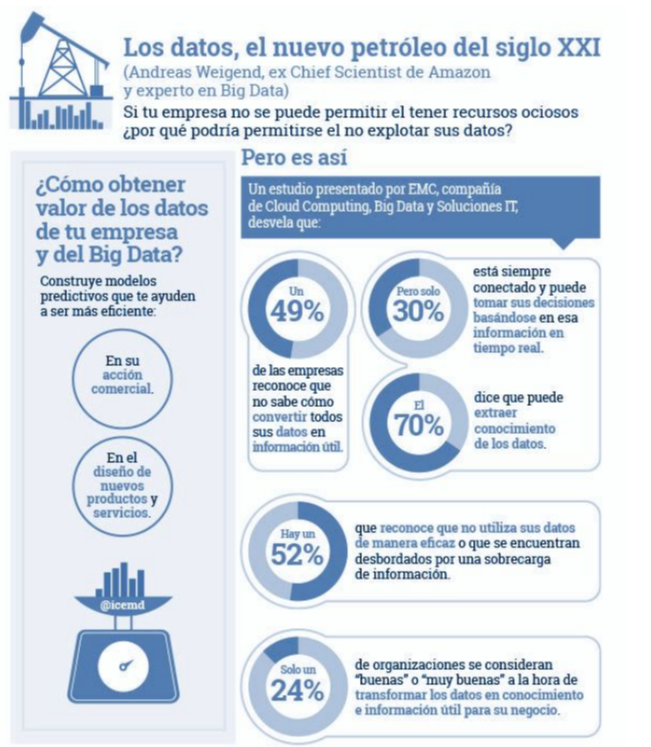 Los datos, el nuevo petróleo del siglo XXI
(Andreas Weigend, ex Chief Scientist de Amazon
y experto en Big Data)
Si tu empresa no se puede permitir el tener recursos ociosos
¿por qué podría permitirse el no explotar sus datos?
¿Cómo obtener
valor de los datos
de tu empresa
y del Big Data?
Construye modelos
predictivos que te ayuden
a ser más eficiente:
En su
acción
comercial.
En el
diseño de
nuevos
productos y
servicios.
@icemd
Pero es así
Un estudio presentado por EMC, compañía
de Cloud Computing, Big Data y Soluciones IT,
desvela que:
Un
49%
de las empresas
reconoce que
no sabe cómo
convertir todos
sus datos en
información útil.
Pero solo
30%
está siempre
conectado y puede
tomar sus decisiones
basándose en esa
información en
tiempo real.
El
70%
dice que puede
extraer
conocimiento
de los datos.
Hay un
52%
que reconoce que no utiliza sus datos
de manera eficaz o que se encuentran
desbordados por una sobrecarga
de información.
Solo un
24%
de organizaciones se consideran
"buenas" o "muy buenas" a la hora de
transformar los datos en conocimiento
e información útil para su negocio.